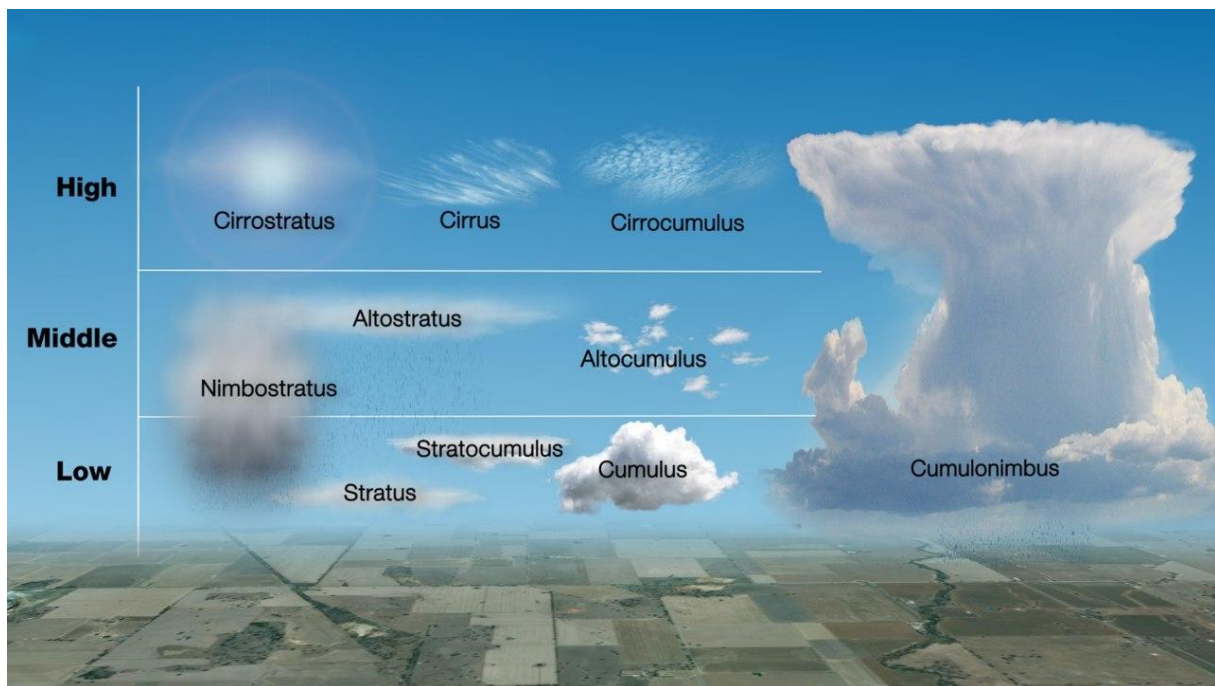 High
Cirrostratus
Cirrus
Cirrocumulus
Middle
Altostratus
Altocumulus
Nimbostratus
Low
Stratocumulus
Cumulus
Cumulonimbus
Stratus